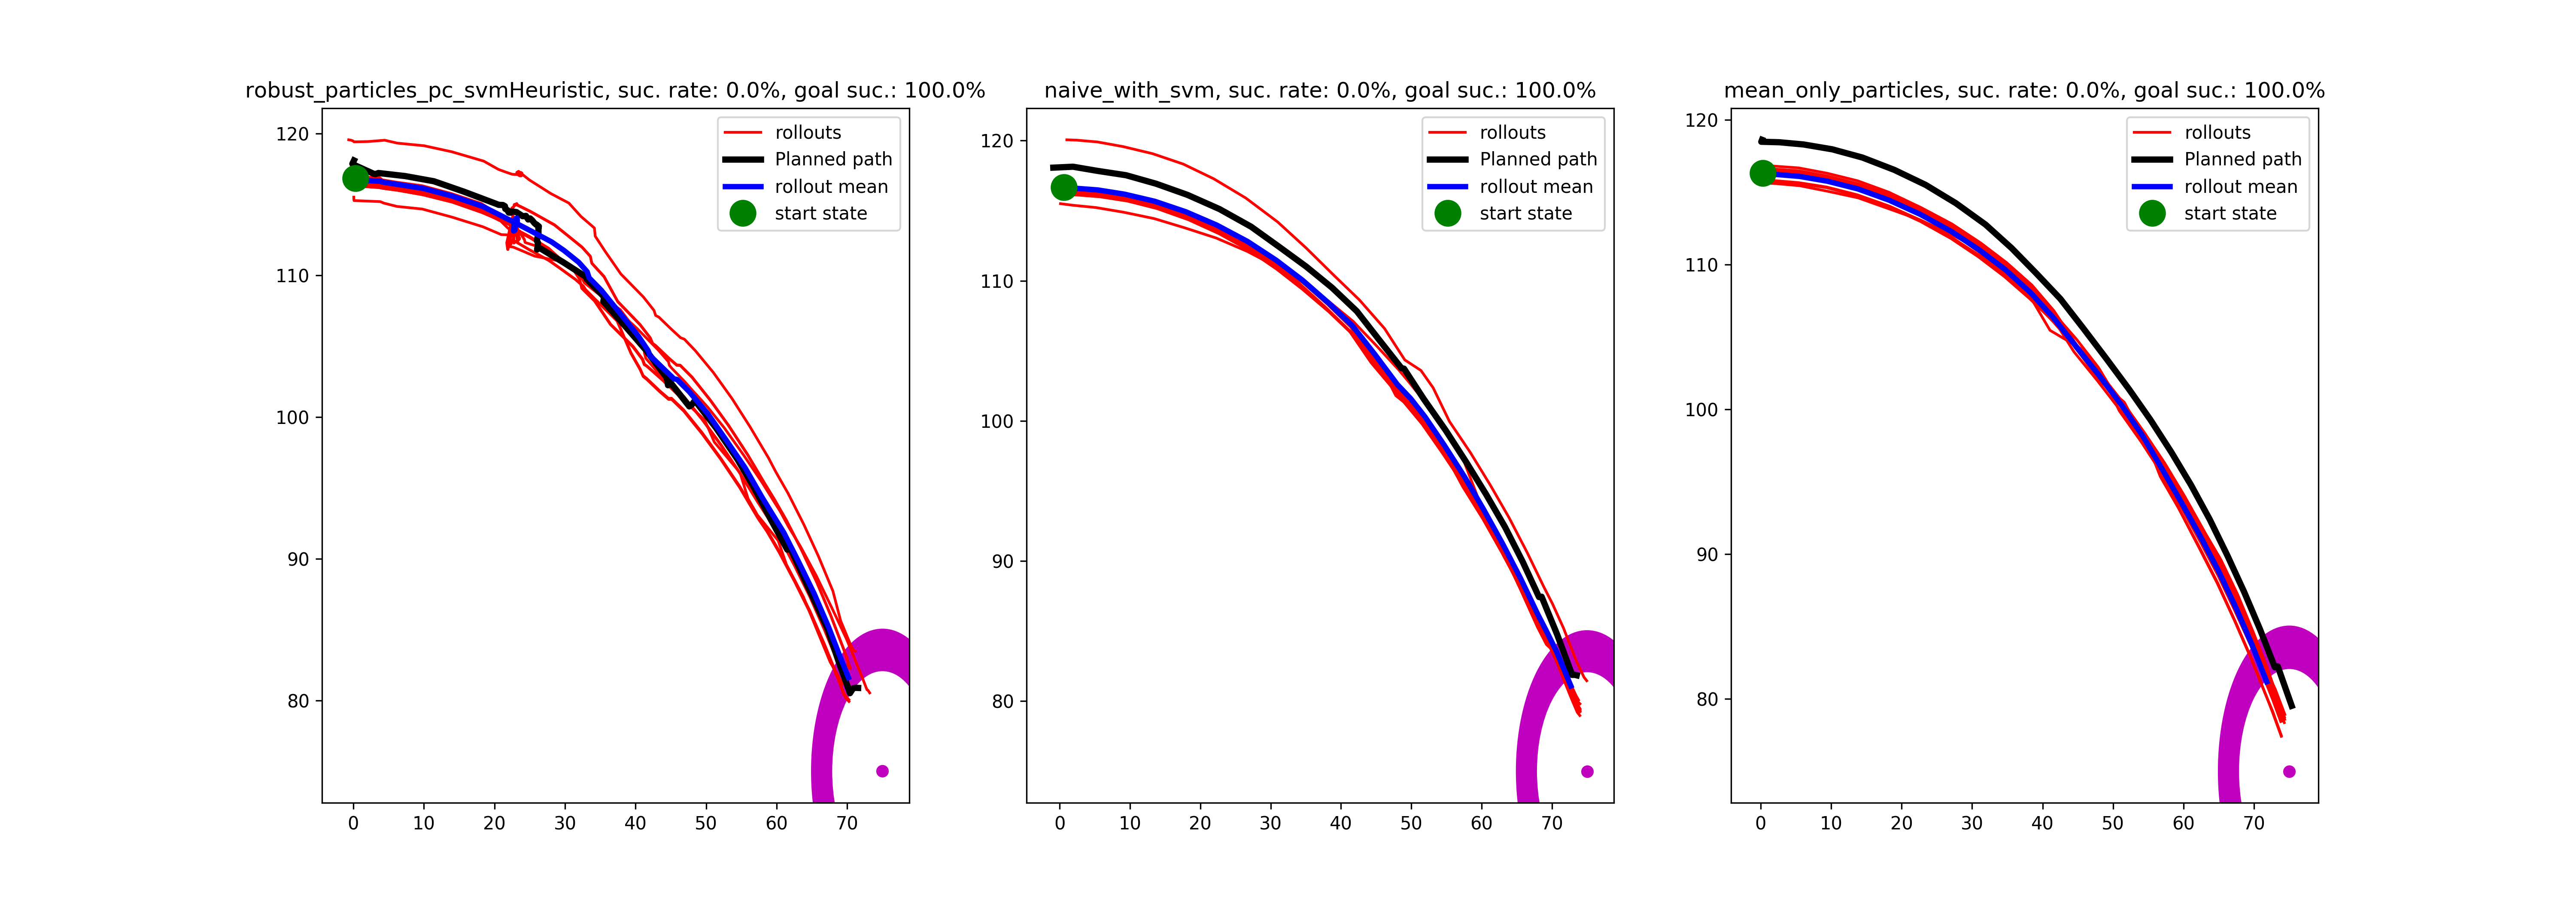 robust_particles_pc_svmHeuristic, suc. rate: 0.0%, goal suc.: 100.0%
120
110
100
90
80
0 10 20 30 40 50 60 70
rollouts
Planned path
rollout mean
start state
naive_with_svm, suc. rate: 0.0%, goal suc.: 100.0%
120
110
100
90
80
0 10 20 30 40 50 60 70
rollouts
Planned path
rollout mean
start state
mean_only_particles, suc. rate: 0.0%, goal suc.: 100.0%
120
110
100
90
80
0 10 20 30 40 50 60 70
rollouts
Planned path
rollout mean
start state